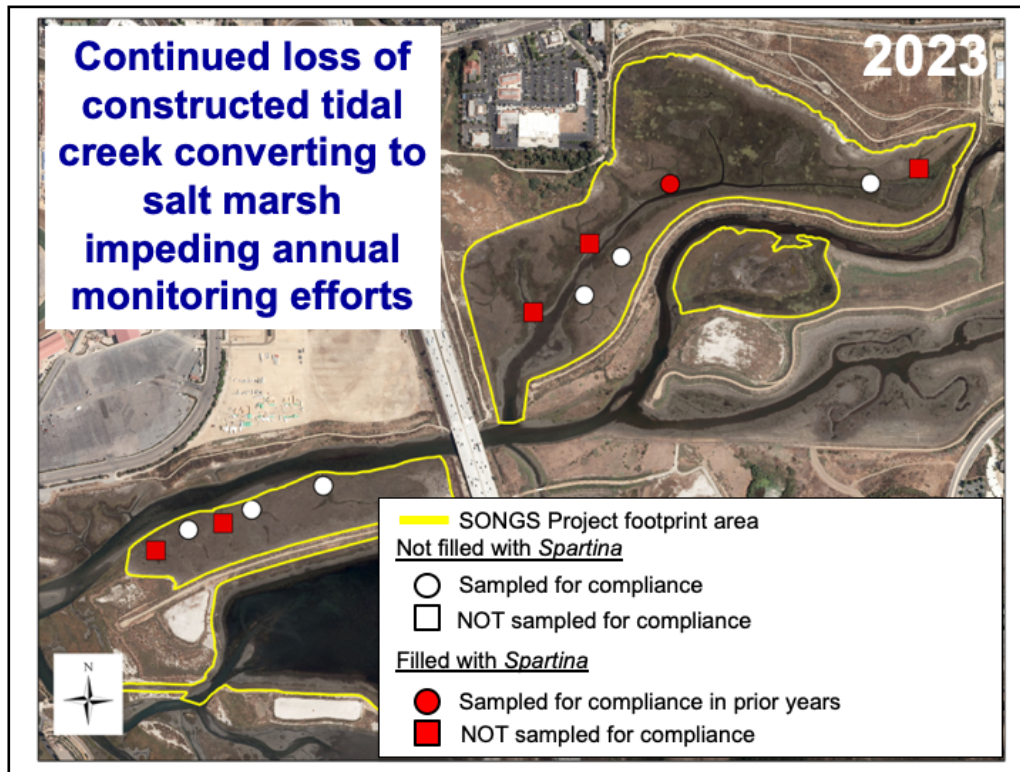 Continued loss of
constructed tidal
creek converting to
salt marsh
impeding annual
monitoring efforts
2023
SONGS Project footprint area
Not filled with Spartina
Sampled for compliance
NOT sampled for compliance
Filled with Spartina
Sampled for compliance in prior years
NOT sampled for compliance
N